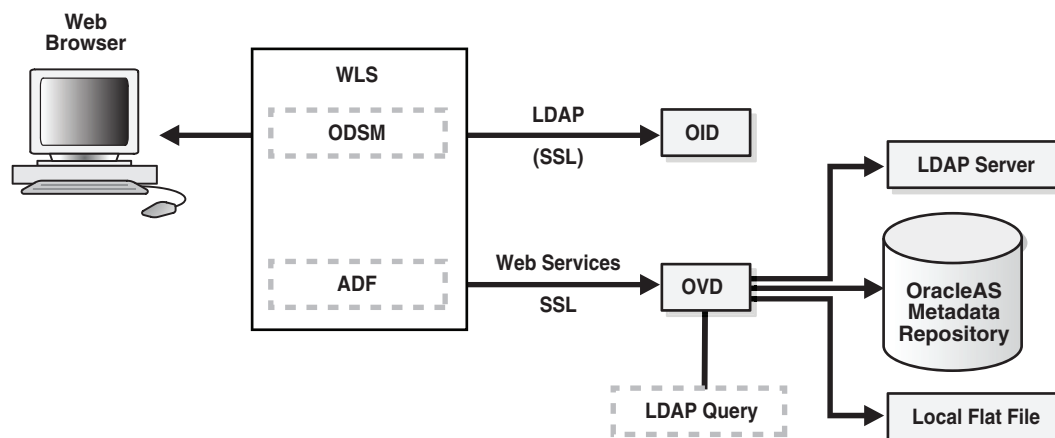 Web
Browser
WLS
ODSM
LDAP
(SSL)
OID
LDAP Server
ADF
Web Services
SSL
OVD
OracleAS
Metadata
Repository
LDAP Query
Local Flat File